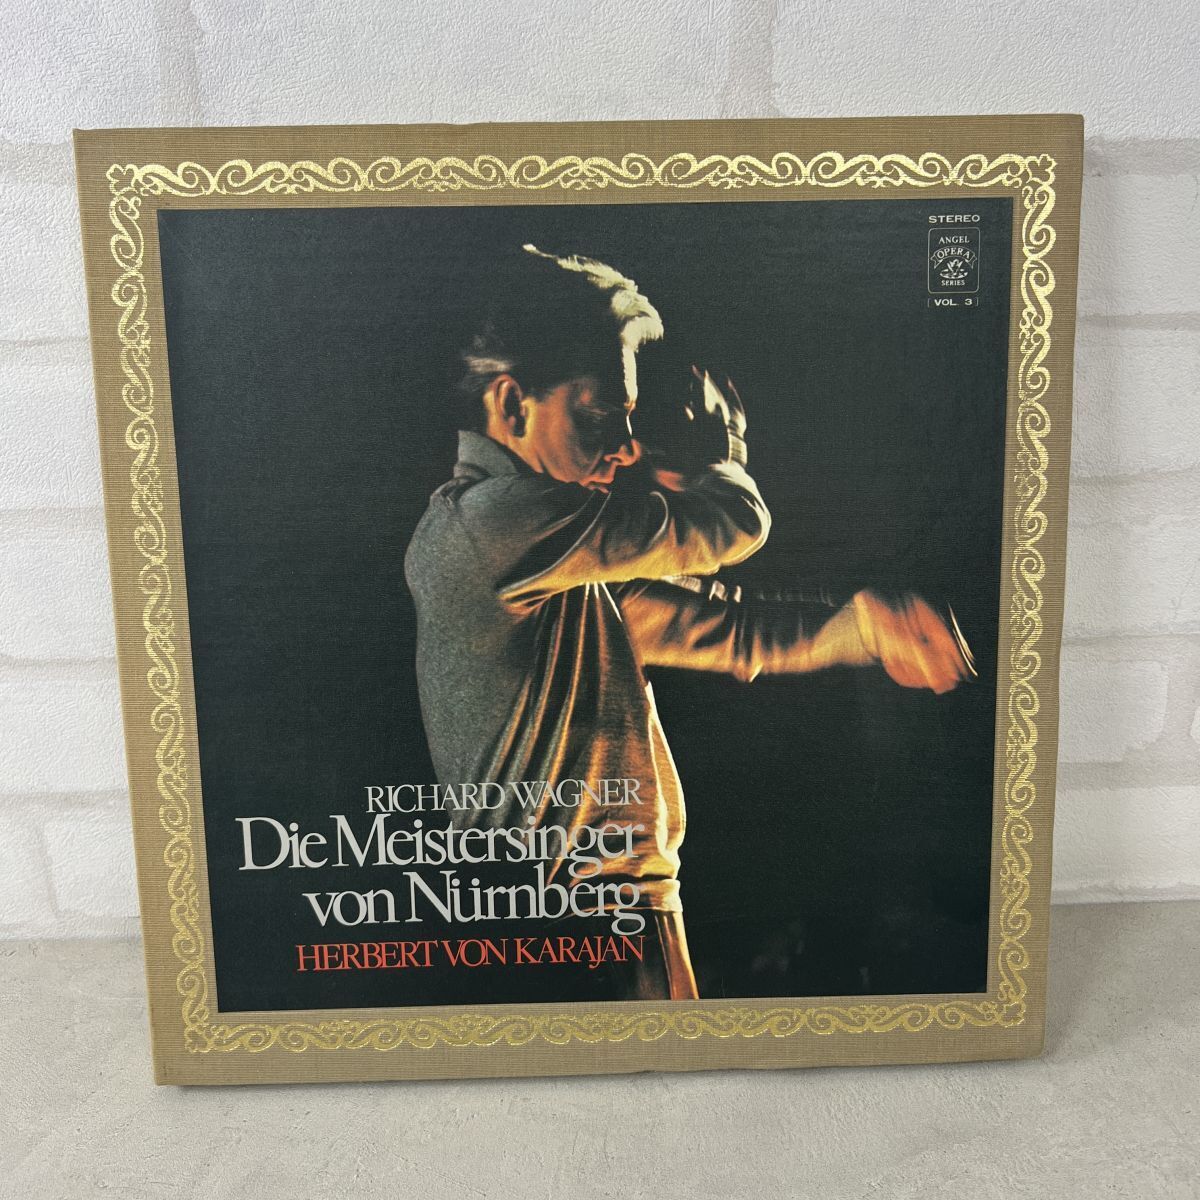 STEREO
ANGEL
OPERA
SERIES
[VOL. 3]
RICHARD WAGNER
Die Meistersinger
von Nürnberg
HERBERT VON KARAJAN